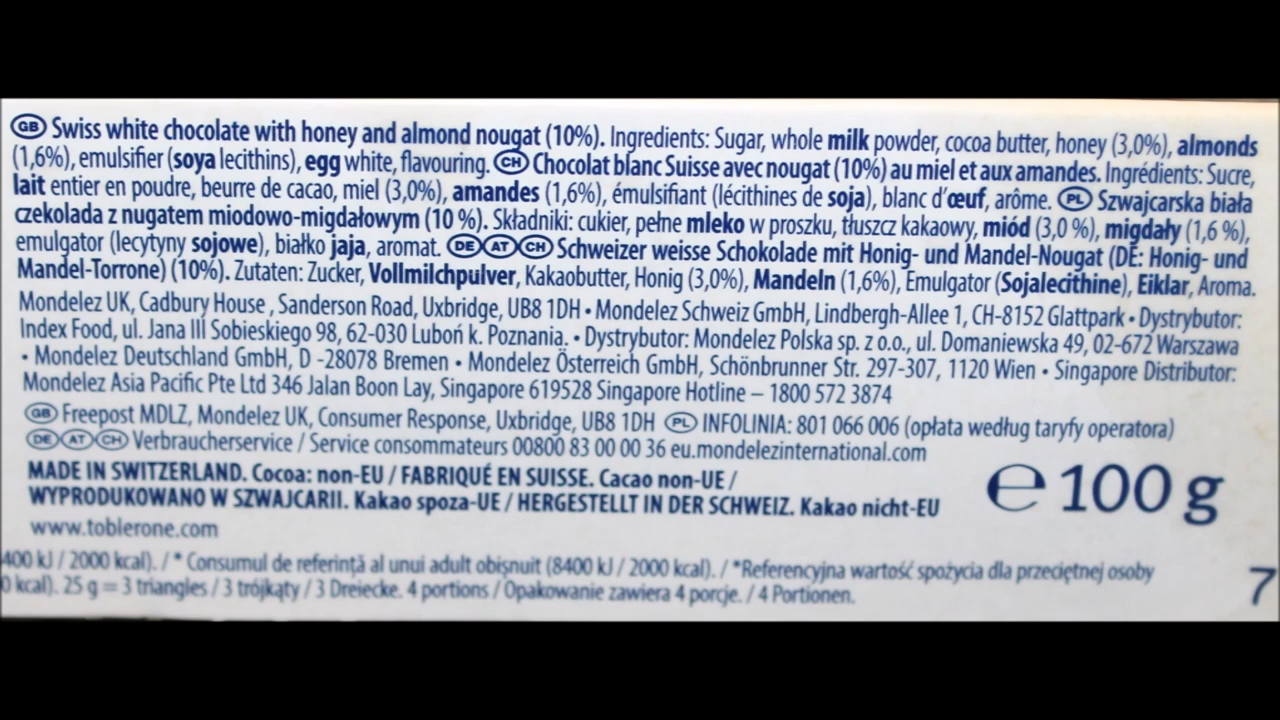 GB Swiss white chocolate with honey and almond nougat (10%). Ingredients: Sugar, whole milk powder, cocoa butter, honey (3,0%), almonds
(1,6%), emulsifier (soya lecithins), egg white, flavouring. CH Chocolat blanc Suisse avec nougat (10%) au miel et aux amandes. Ingrédients: Sucre,
lait entier en poudre, beurre de cacao, miel (3,0%), amandes (1,6%), émulsifiant (lécithines de soja), blanc d'œuf, arôme. PL Szwajcarska biała
czekolada z nugatem miodowo-migdałowym (10 %). Składniki: cukier, pełne mleko w proszku, tłuszcz kakaowy, miód (3,0 %), migdały (1,6 %),
emulgator (lecytyny sojowe), białko jaja, aromat. DE AT CH Schweizer weisse Schokolade mit Honig- und Mandel-Nougat (DE: Honig- und
Mandel-Torrone) (10%). Zutaten: Zucker, Vollmilchpulver, Kakaobutter, Honig (3,0%), Mandeln (1,6%), Emulgator (Sojalecithine), Eiklar, Aroma.
Mondelez UK, Cadbury House , Sanderson Road, Uxbridge, UB8 1DH • Mondelez Schweiz GmbH, Lindbergh-Allee 1, CH-8152 Glattpark • Dystrybutor:
Index Food, ul. Jana III Sobieskiego 98, 62-030 Luboń k. Poznania. • Dystrybutor: Mondelez Polska sp. z o.o., ul. Domaniewska 49, 02-672 Warszawa
• Mondelez Deutschland GmbH, D -28078 Bremen • Mondelez Österreich GmbH, Schönbrunner Str. 297-307, 1120 Wien • Singapore Distributor:
Mondelez Asia Pacific Pte Ltd 346 Jalan Boon Lay, Singapore 619528 Singapore Hotline – 1800 572 3874
GB Freepost MDLZ, Mondelez UK, Consumer Response, Uxbridge, UB8 1DH PL INFOLINIA: 801 066 006 (opłata według taryfy operatora)
DE AT CH Verbraucherservice / Service consommateurs 00800 83 00 00 36 eu.mondelezinternational.com
MADE IN SWITZERLAND. Cocoa: non-EU / FABRIQUÉ EN SUISSE. Cacao non-UE /
WYPRODUKOWANO W SZWAJCARII. Kakao spoza-UE / HERGESTELLT IN DER SCHWEIZ. Kakao nicht-EU
℮ 100 g
www.toblerone.com
400 kJ / 2000 kcal). / * Consumul de referință al unui adult obișnuit (8400 kJ / 2000 kcal). / *Referencyjna wartość spożycia dla przeciętnej osoby
0 kcal). 25 g = 3 triangles / 3 trójkąty / 3 Dreiecke. 4 portions / Opakowanie zawiera 4 porcje. / 4 Portionen.
7